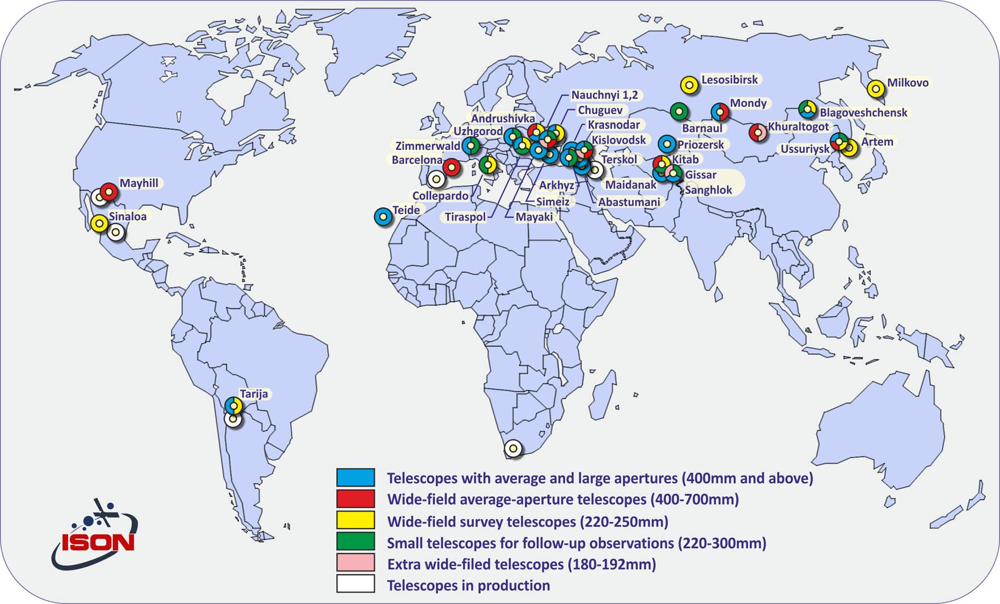 Lesosibirsk
Milkovo
Nauchnyi 1,2
Mondy
Chuguev
Blagoveshchensk
Andrushivka
Krasnodar
Barnaul
Khuraltogot
Uzhgorod
Kislovodsk
Artem
Zimmerwald
Priozersk
Ussuriysk
Barcelona
Terskol
Kitab
Gissar
Mayhill
Arkhyz
Maidanak
Sanghlok
Collepardo
Simeiz
Abastumani
Teide
Sinaloa
Tiraspol
Mayaki
Tarija
Telescopes with average and large apertures (400mm and above)
Wide-field average-aperture telescopes (400-700mm)
Wide-field survey telescopes (220-250mm)
Small telescopes for follow-up observations (220-300mm)
Extra wide-filed telescopes (180-192mm)
Telescopes in production
ISON